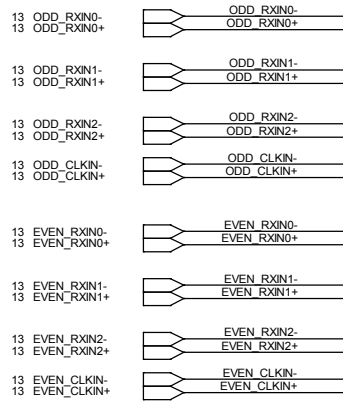 13 ODD_RXIN0- ODD_RXIN0-
13 ODD_RXIN0+ ODD_RXIN0+
13 ODD_RXIN1- ODD_RXIN1-
13 ODD_RXIN1+ ODD_RXIN1+
13 ODD_RXIN2- ODD_RXIN2-
13 ODD_RXIN2+ ODD_RXIN2+
13 ODD_CLKIN- ODD_CLKIN-
13 ODD_CLKIN+ ODD_CLKIN+
13 EVEN_RXIN0- EVEN_RXIN0-
13 EVEN_RXIN0+ EVEN_RXIN0+
13 EVEN_RXIN1- EVEN_RXIN1-
13 EVEN_RXIN1+ EVEN_RXIN1+
13 EVEN_RXIN2- EVEN_RXIN2-
13 EVEN_RXIN2+ EVEN_RXIN2+
13 EVEN_CLKIN- EVEN_CLKIN-
13 EVEN_CLKIN+ EVEN_CLKIN+